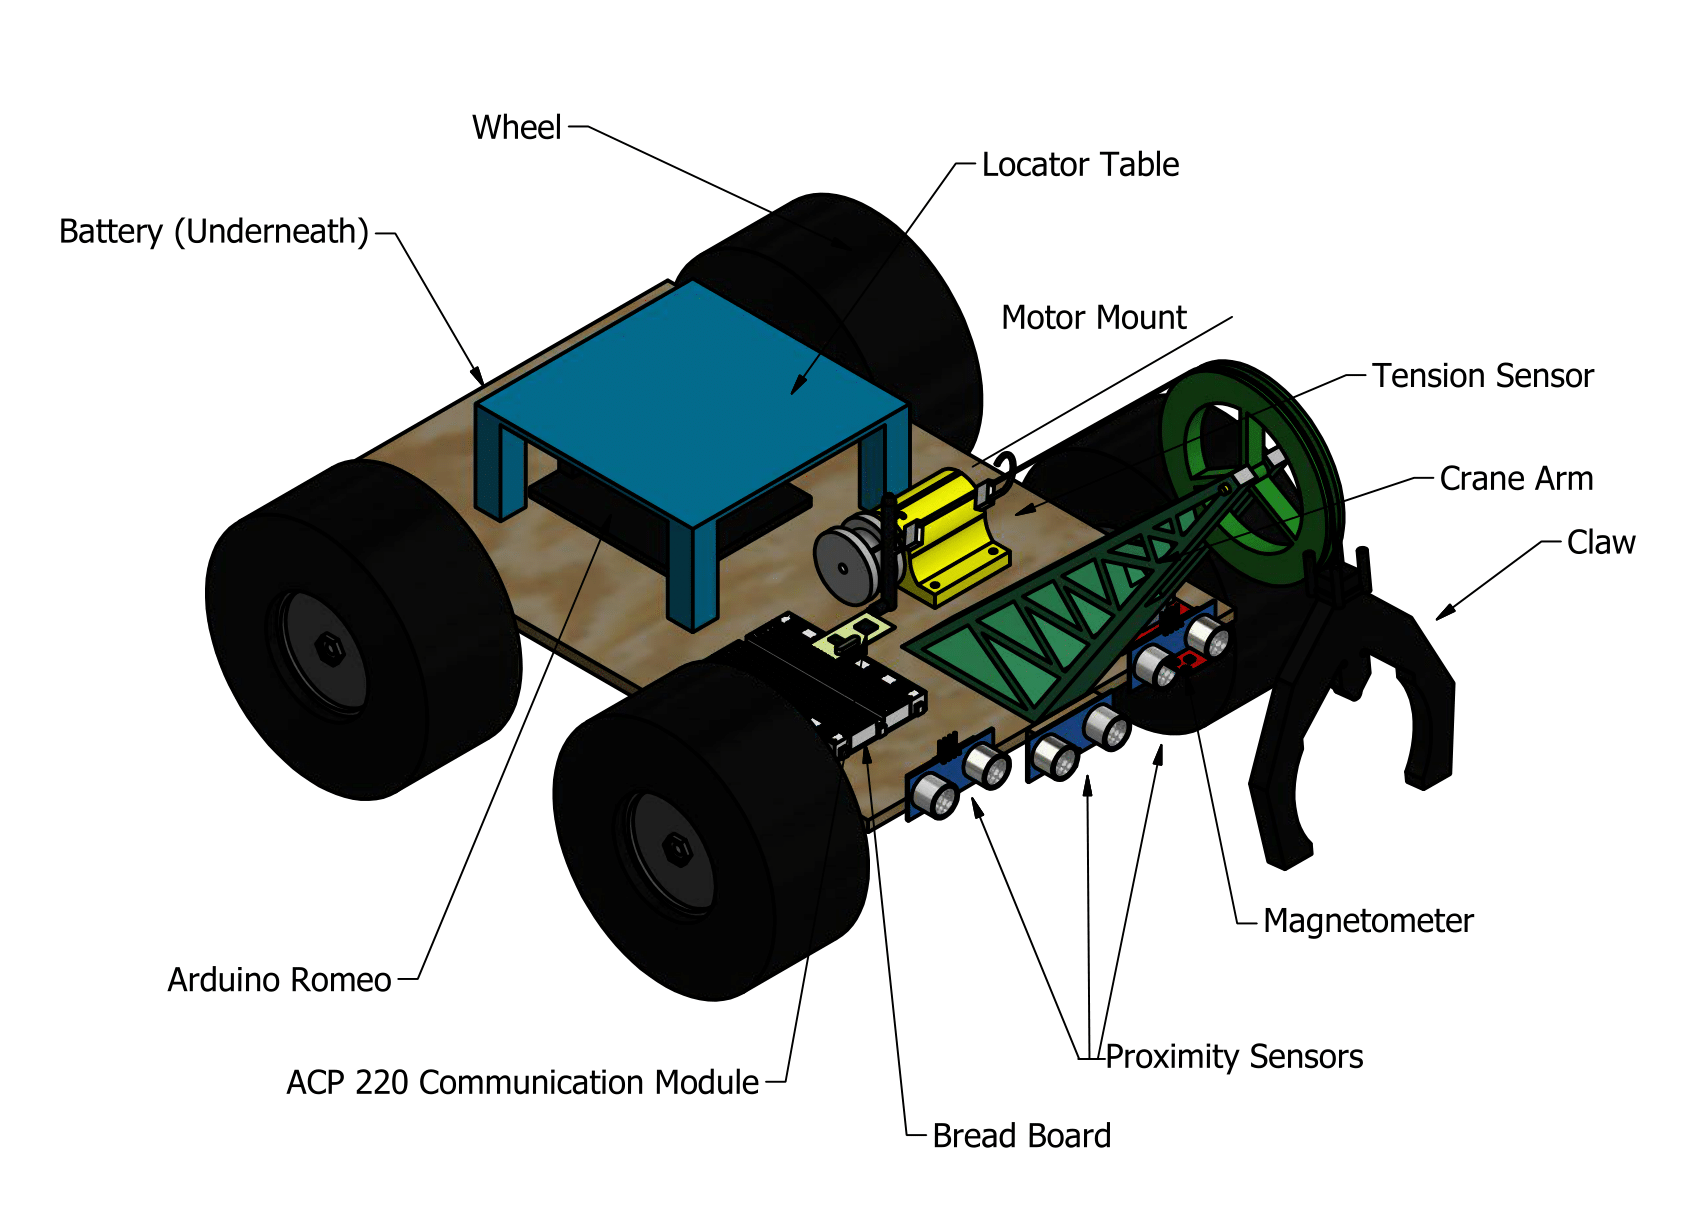 Wheel
Locator Table
Battery (Underneath)
Motor Mount
Tension Sensor
Crane Arm
Claw
Magnetometer
Arduino Romeo
Proximity Sensors
ACP 220 Communication Module
Bread Board